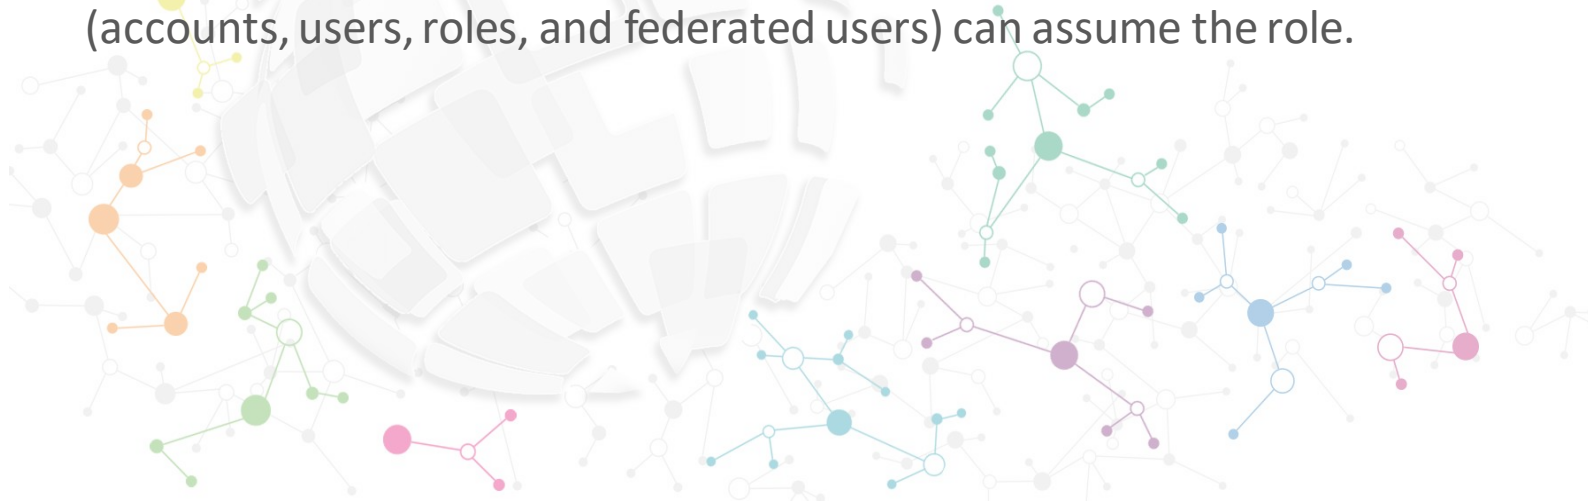 (accounts, users, roles, and federated users) can assume the role.